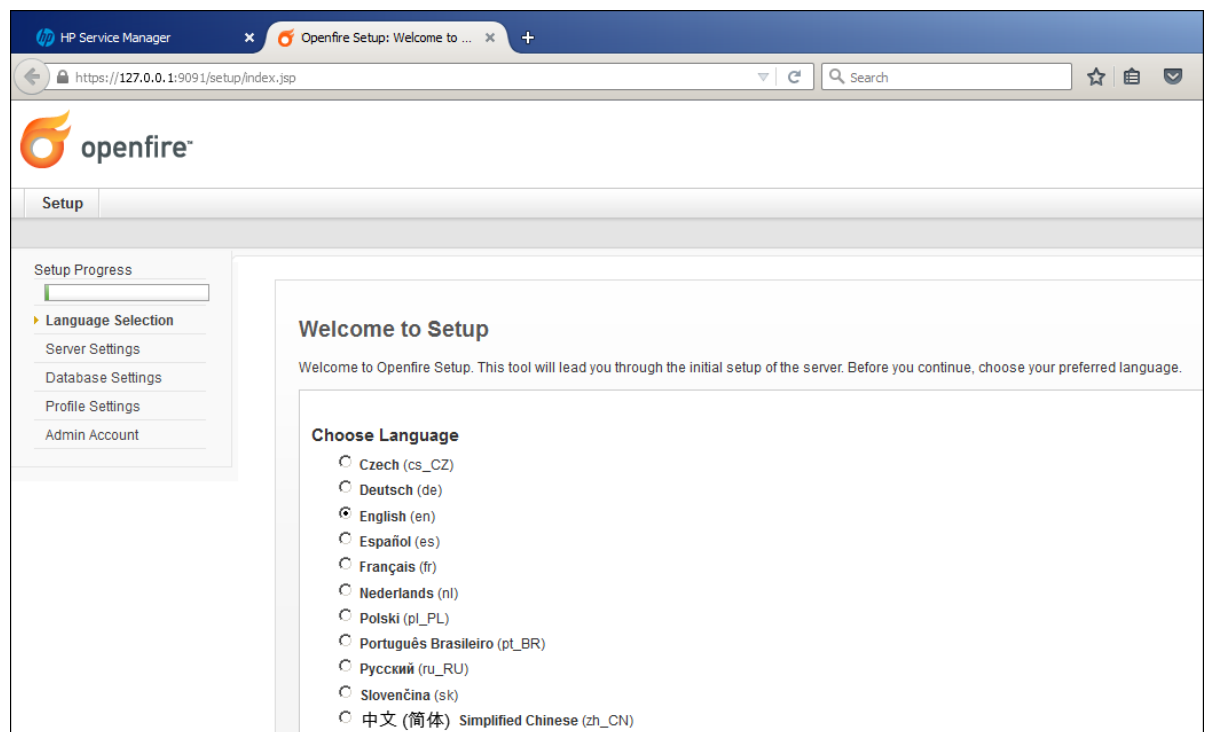 HP Service Manager
Openfire Setup: Welcome to ...
https://127.0.0.1:9091/setup/index.jsp
Search
openfire™
Setup
Setup Progress
Language Selection
Server Settings
Database Settings
Profile Settings
Admin Account
Welcome to Setup
Welcome to Openfire Setup. This tool will lead you through the initial setup of the server. Before you continue, choose your preferred language.
Choose Language
Czech (cs_CZ)
Deutsch (de)
English (en)
Español (es)
Français (fr)
Nederlands (nl)
Polski (pl_PL)
Português Brasileiro (pt_BR)
Русский (ru_RU)
Slovenčina (sk)
中文 (简体) Simplified Chinese (zh_CN)